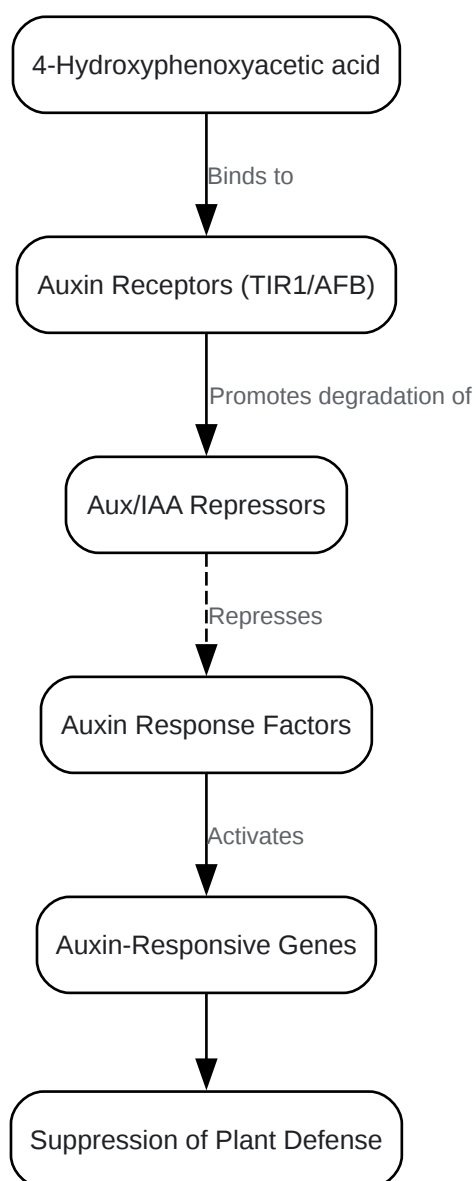 4-Hydroxyphenoxyacetic acid
Binds to
Auxin Receptors (TIR1/AFB)
Promotes degradation of
Aux/IAA Repressors
Represses
Auxin Response Factors
Activates
Auxin-Responsive Genes
Suppression of Plant Defense